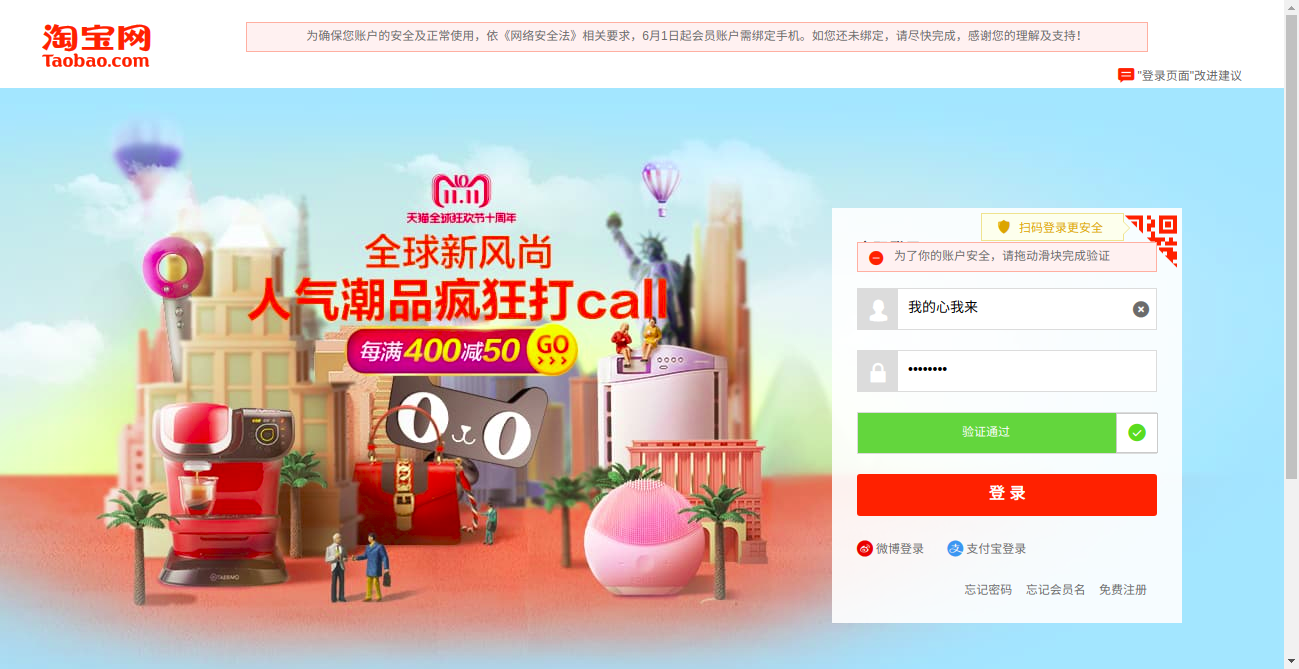 淘宝网
Taobao.com
为确保您账户的安全及正常使用，依《网络安全法》相关要求，6月1日起会员账户需绑定手机。如您还未绑定，请尽快完成，感谢您的理解及支持！
"登录页面"改进建议
11.11
天猫全球狂欢节十周年
全球新风尚
人气潮品疯狂打call
每满400减50 GO
扫码登录更安全
为了你的账户安全，请拖动滑块完成验证
我的心我来
••••••••
验证通过
登 录
微博登录
支付宝登录
忘记密码 忘记会员名 免费注册
TASSIMO